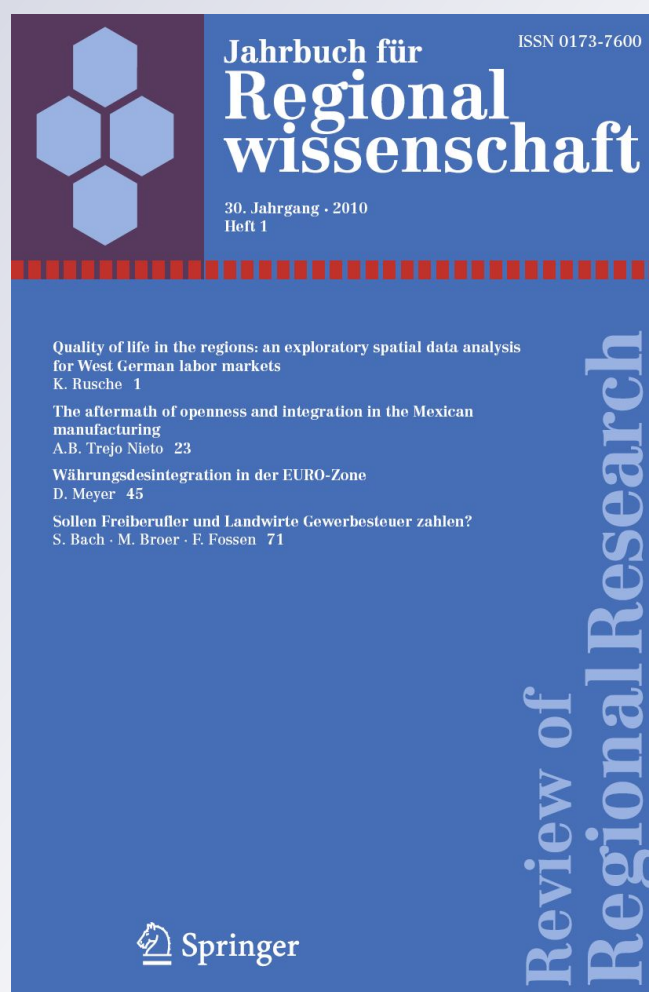 Jahrbuch für
Regional
wissenschaft
ISSN 0173-7600
30. Jahrgang · 2010
Heft 1
Quality of life in the regions: an exploratory spatial data analysis
for West German labor markets
K. Rusche 1
The aftermath of openness and integration in the Mexican
manufacturing
A.B. Trejo Nieto 23
Währungsdesintegration in der EURO-Zone
D. Meyer 45
Sollen Freiberufler und Landwirte Gewerbesteuer zahlen?
S. Bach · M. Broer · F. Fossen 71
Review of
Regional Research
Springer